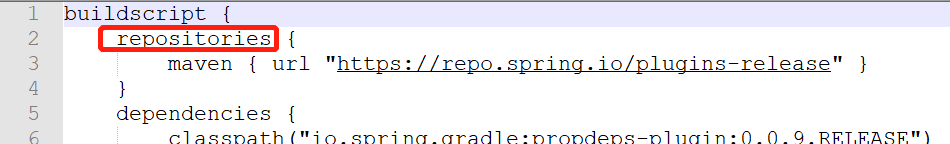 1 buildscript {
2 repositories {
3 maven { url "https://repo.spring.io/plugins-release" }
4 }
5 dependencies {
6 classpath("io.spring.gradle:propdeps-plugin:0.0.9.RELEASE")